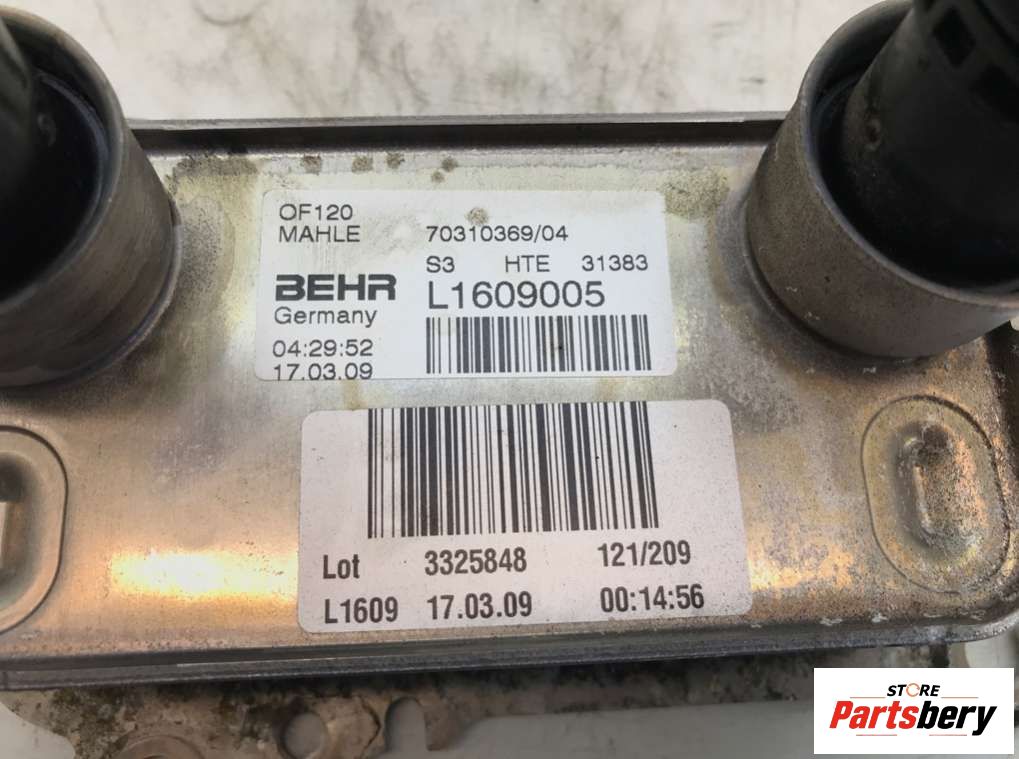 OF120
MAHLE 70310369/04
S3 HTE 31383
BEHR L1609005
Germany
04:29:52
17.03.09
Lot 3325848 121/209
L1609 17.03.09 00:14:56
STORE
Partsbery